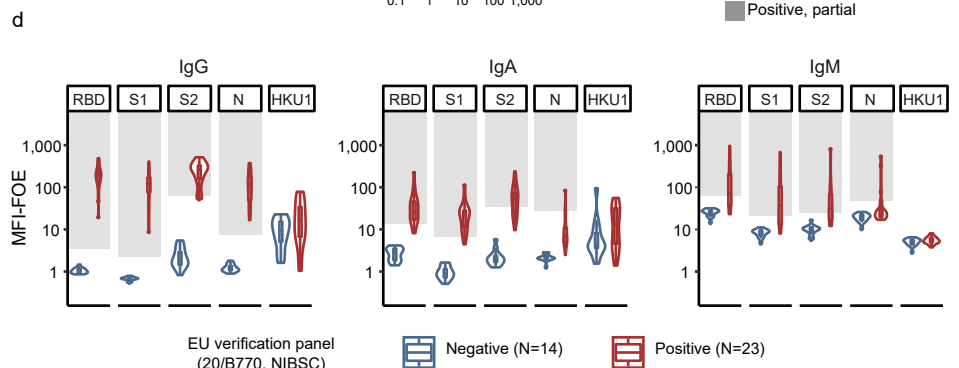 0.1 1 10 100 1,000
Positive, partial
d
IgG IgA IgM
RBD S1 S2 N HKU1 RBD S1 S2 N HKU1 RBD S1 S2 N HKU1
MFI-FOE
1,000 1,000 1,000
100 100 100
10 10 10
1 1 1
EU verification panel
(20/B770, NIBSC)
Negative (N=14) Positive (N=23)